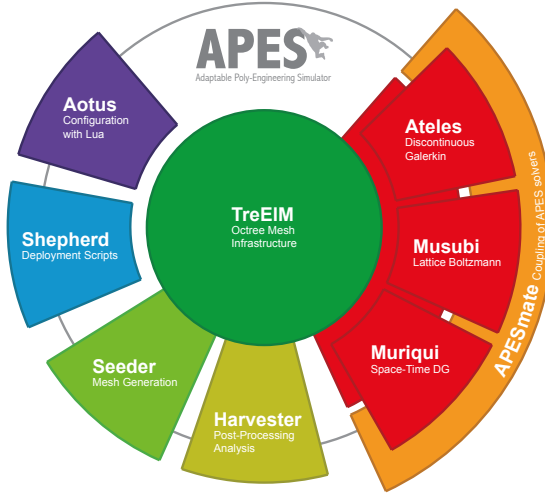 APES
Adaptable Poly-Engineering Simulator
Aotus
Configuration
with Lua
Ateles
Discontinuous
Galerkin
TreElM
Octree Mesh
Infrastructure
Shepherd
Deployment Scripts
Musubi
Lattice Boltzmann
APESmate Coupling of APES solvers
Seeder
Mesh Generation
Muriqui
Space-Time DG
Harvester
Post-Processing
Analysis